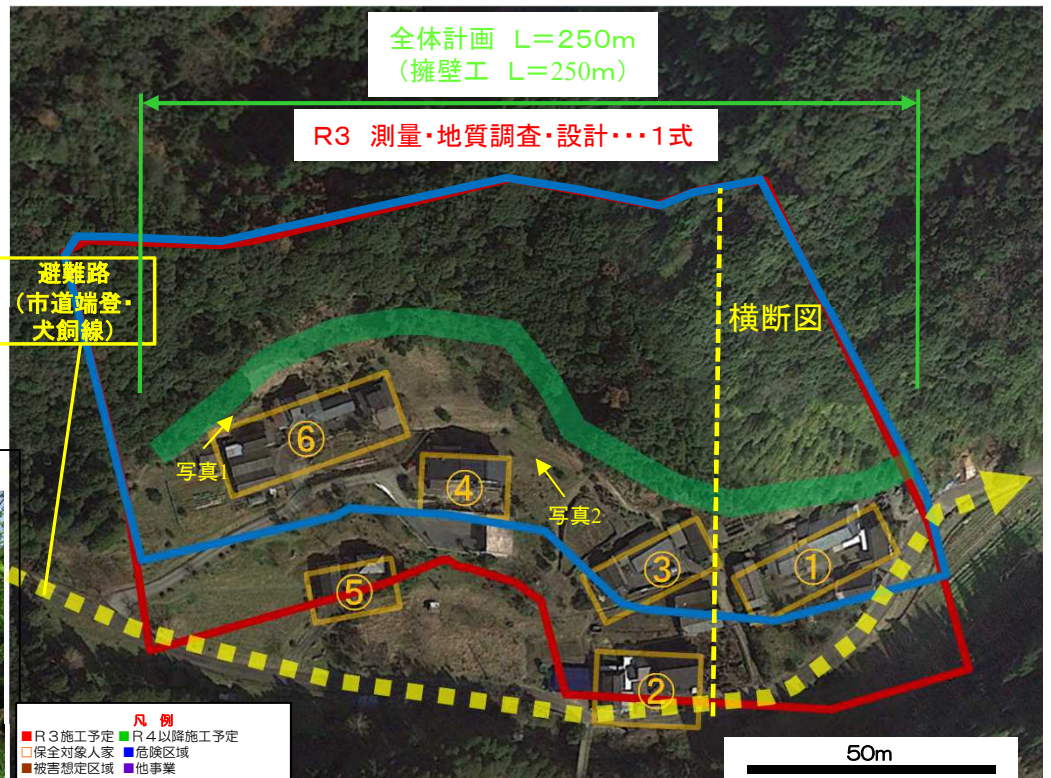 全体計画 L=250m
(擁壁工 L=250m)
R3 測量・地質調査・設計・・・1式
避難路
(市道端登・
犬飼線)
横断図
⑥
写真1
④
写真2
③
①
⑤
②
凡 例
■R3施工予定 ■R4以降施工予定
□保全対象人家 ■危険区域
■被害想定区域 ■他事業
50m